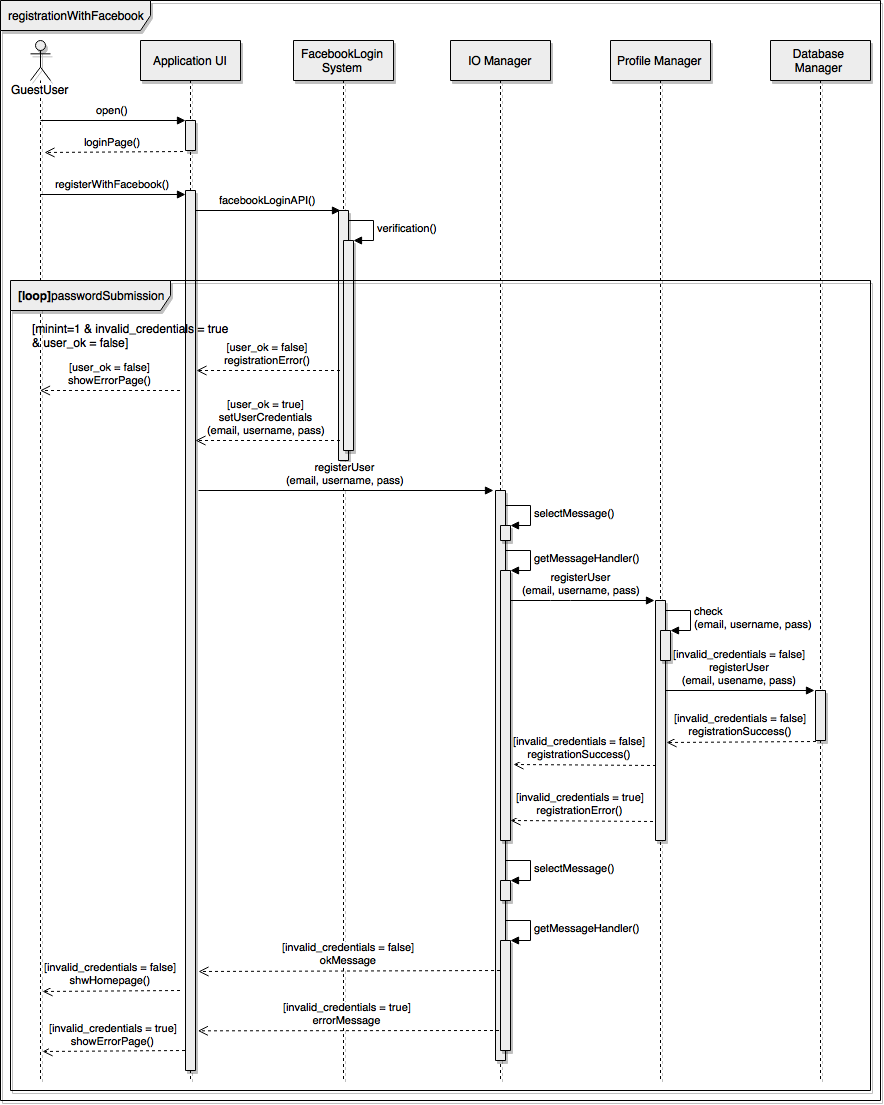 registrationWithFacebook
GuestUser
Application UI
FacebookLogin
System
IO Manager
Profile Manager
Database
Manager
open()
loginPage()
registerWithFacebook()
facebookLoginAPI()
verification()
[loop]passwordSubmission
[minint=1 & invalid_credentials = true
& user_ok = false]
[user_ok = false]
registrationError()
[user_ok = false]
showErrorPage()
[user_ok = true]
setUserCredentials
(email, username, pass)
registerUser
(email, username, pass)
selectMessage()
getMessageHandler()
registerUser
(email, username, pass)
check
(email, username, pass)
[invalid_credentials = false]
registerUser
(email, usename, pass)
[invalid_credentials = false]
registrationSuccess()
[invalid_credentials = false]
registrationSuccess()
[invalid_credentials = true]
registrationError()
selectMessage()
getMessageHandler()
[invalid_credentials = false]
okMessage
[invalid_credentials = false]
shwHomepage()
[invalid_credentials = true]
errorMessage
[invalid_credentials = true]
showErrorPage()